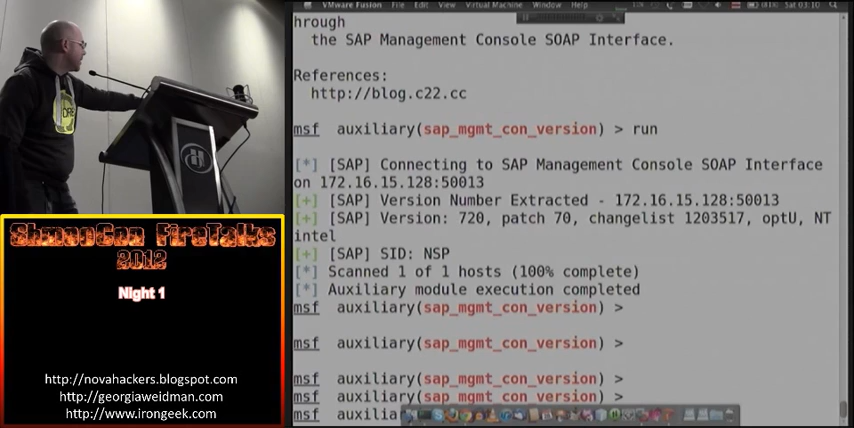 VMware Fusion File Edit View Virtual Machine Window Help
Sat 03:10
hrough
the SAP Management Console SOAP Interface.
References:
http://blog.c22.cc
msf auxiliary(sap_mgmt_con_version) > run
[*] [SAP] Connecting to SAP Management Console SOAP Interface
on 172.16.15.128:50013
[+] [SAP] Version Number Extracted - 172.16.15.128:50013
[+] [SAP] Version: 720, patch 70, changelist 1203517, optU, NT
intel
[+] [SAP] SID: NSP
[*] Scanned 1 of 1 hosts (100% complete)
[*] Auxiliary module execution completed
msf auxiliary(sap_mgmt_con_version) >
msf auxiliary(sap_mgmt_con_version) >
msf auxiliary(sap_mgmt_con_version) >
msf auxiliary(sap_mgmt_con_version) >
msf auxilia
ShmooCon FireTalks
2012
Night 1
http://novahackers.blogspot.com
http://georgiaweidman.com
http://www.irongeek.com